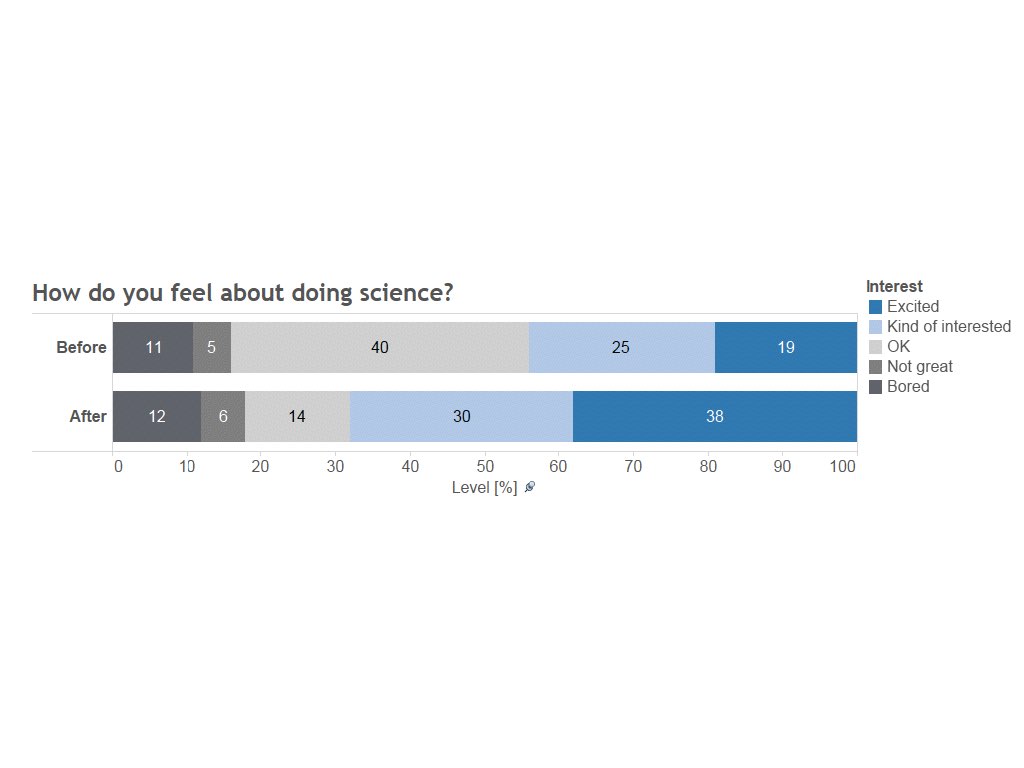 How do you feel about doing science?
Interest
Excited
Kind of interested
OK
Not great
Bored
Before 11 5 40 25 19
After 12 6 14 30 38
0 10 20 30 40 50 60 70 80 90 100
Level [%]